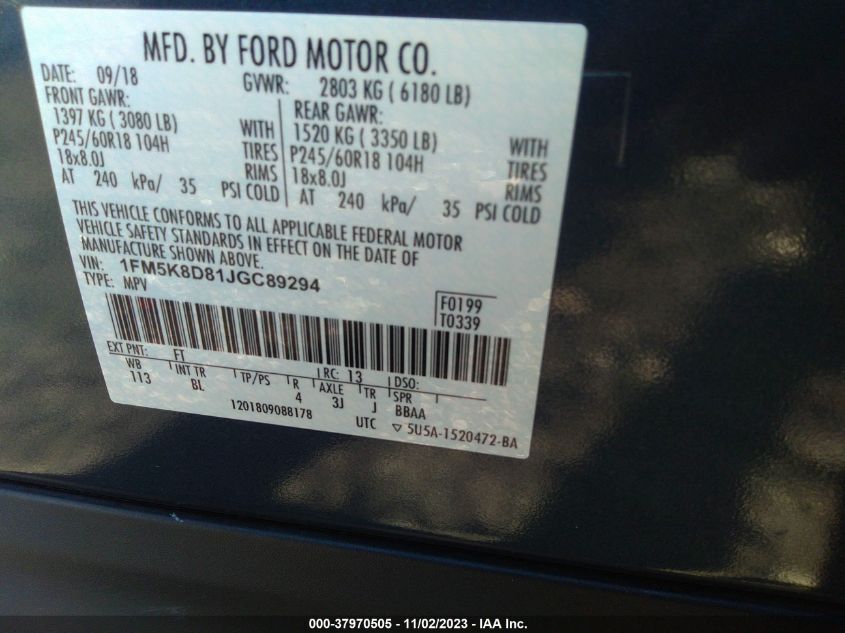 MFD. BY FORD MOTOR CO.
DATE: 09/18 GVWR: 2803 KG ( 6180 LB)
FRONT GAWR: REAR GAWR:
1397 KG ( 3080 LB) WITH 1520 KG ( 3350 LB) WITH
P245/60R18 104H TIRES P245/60R18 104H TIRES
18x8.0J RIMS 18x8.0J RIMS
AT 240 kPa/ 35 PSI COLD AT 240 kPa/ 35 PSI COLD
THIS VEHICLE CONFORMS TO ALL APPLICABLE FEDERAL MOTOR
VEHICLE SAFETY STANDARDS IN EFFECT ON THE DATE OF
MANUFACTURE SHOWN ABOVE.
VIN: 1FM5K8D81JGC89294
TYPE: MPV
F0199
T0339
EXT PNT: FT RC: 13 DSO:
WB INT TR TP/PS R AXLE TR SPR
113 BL 4 3J J BBAA
1201809088178 UTC ▽ 5U5A-1520472-BA
000-37970505 - 11/02/2023 - IAA Inc.